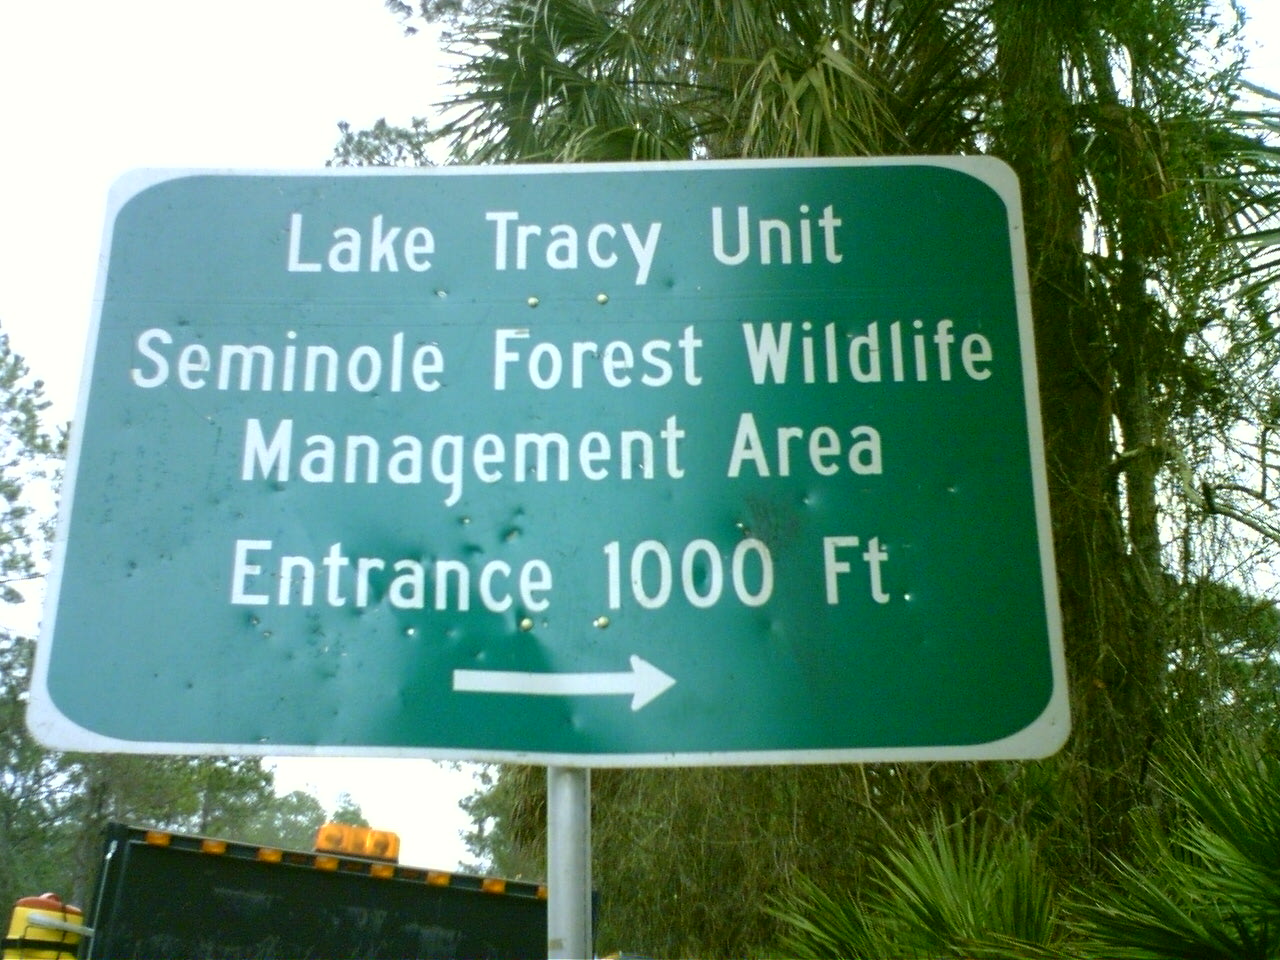 Lake Tracy Unit
Seminole Forest Wildlife
Management Area
Entrance 1000 Ft